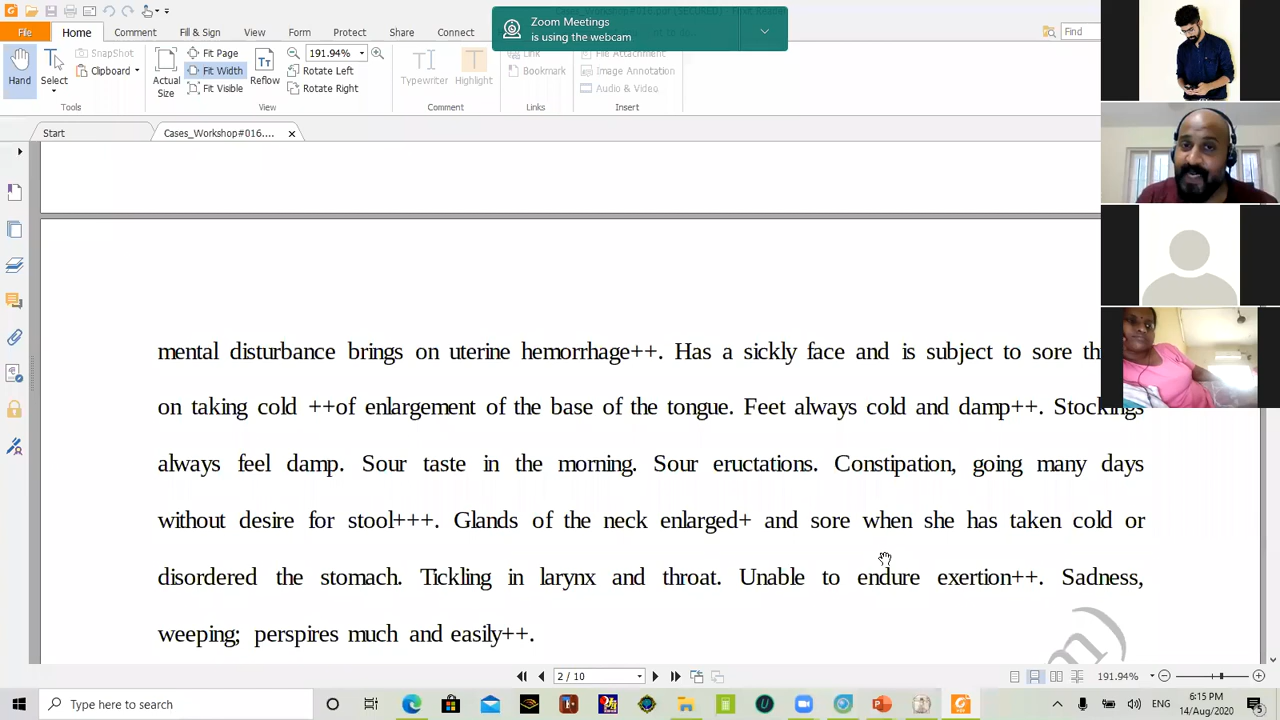 Zoom Meetings
is using the webcam
File Home Comment Fill & Sign View Form Protect Share Connect Find
SnapShot Clipboard
Hand Select
Actual Size
Fit Page
Fit Width
Fit Visible
Reflow
191.94%
Rotate Left
Rotate Right
Typewriter Highlight
Link
Bookmark
File Attachment
Image Annotation
Audio & Video
Tools View Comment Links Insert
Start Cases_Workshop#016....
mental disturbance brings on uterine hemorrhage++. Has a sickly face and is subject to sore
on taking cold ++of enlargement of the base of the tongue. Feet always cold and damp++. Stockings
always feel damp. Sour taste in the morning. Sour eructations. Constipation, going many days
without desire for stool+++. Glands of the neck enlarged+ and sore when she has taken cold or
disordered the stomach. Tickling in larynx and throat. Unable to endure exertion++. Sadness,
weeping; perspires much and easily++.
2 / 10
191.94%
Type here to search
ENG
6:15 PM
14/Aug/2020
5